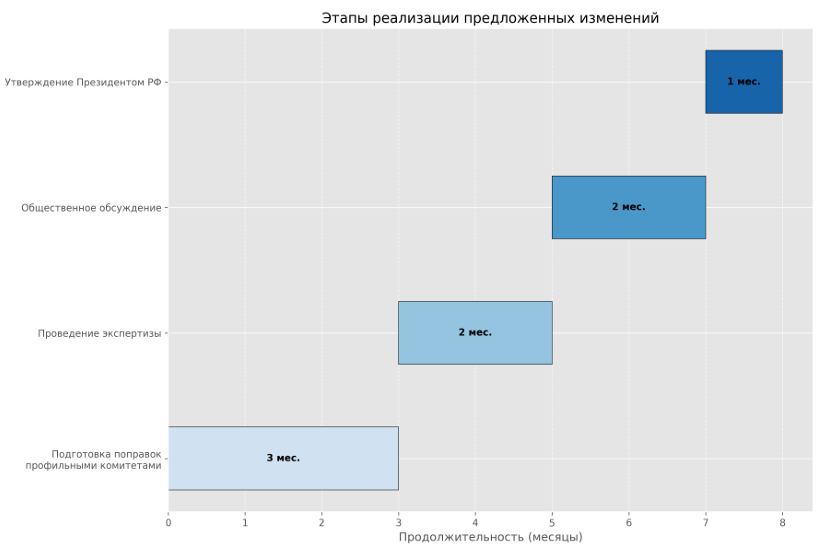 Этапы реализации предложенных изменений
Утверждение Президентом РФ
1 мес.
Общественное обсуждение
2 мес.
Проведение экспертизы
2 мес.
Подготовка поправок
профильными комитетами
3 мес.
0 1 2 3 4 5 6 7 8
Продолжительность (месяцы)